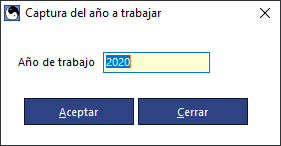 Captura del año a trabajar
Año de trabajo 2020
Aceptar Cerrar